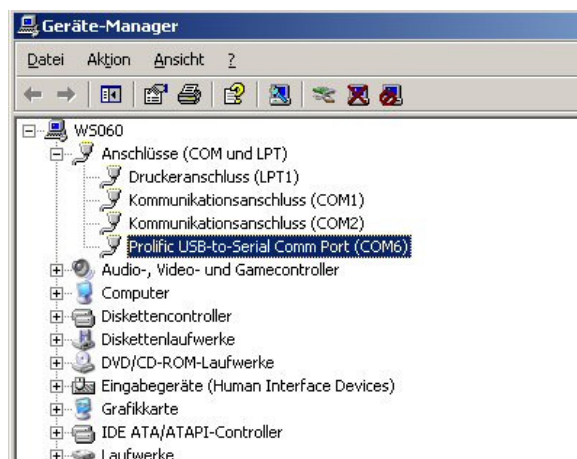 Geräte-Manager
Datei Aktion Ansicht ?
WS060
Anschlüsse (COM und LPT)
Druckeranschluss (LPT1)
Kommunikationsanschluss (COM1)
Kommunikationsanschluss (COM2)
Prolific USB-to-Serial Comm Port (COM6)
Audio-, Video- und Gamecontroller
Computer
Diskettencontroller
Diskettenlaufwerke
DVD/CD-ROM-Laufwerke
Eingabegeräte (Human Interface Devices)
Grafikkarte
IDE ATA/ATAPI-Controller
Laufwerke